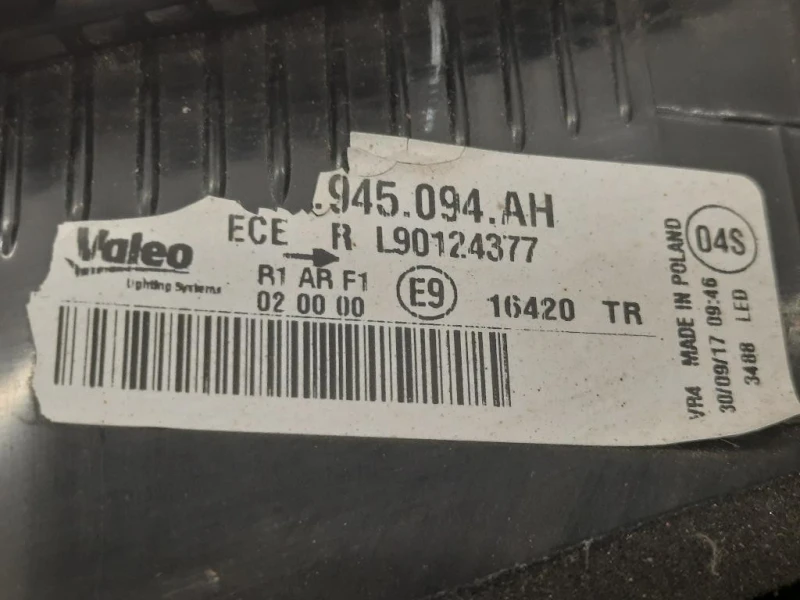 .945.094.AH
ECE R L90124377
Valeo
Lighting Systems
R1 AR F1
02 00 00
E9
16420 TR
04S
VR4 MADE IN POLAND
30/09/17 09:46
3488 LED